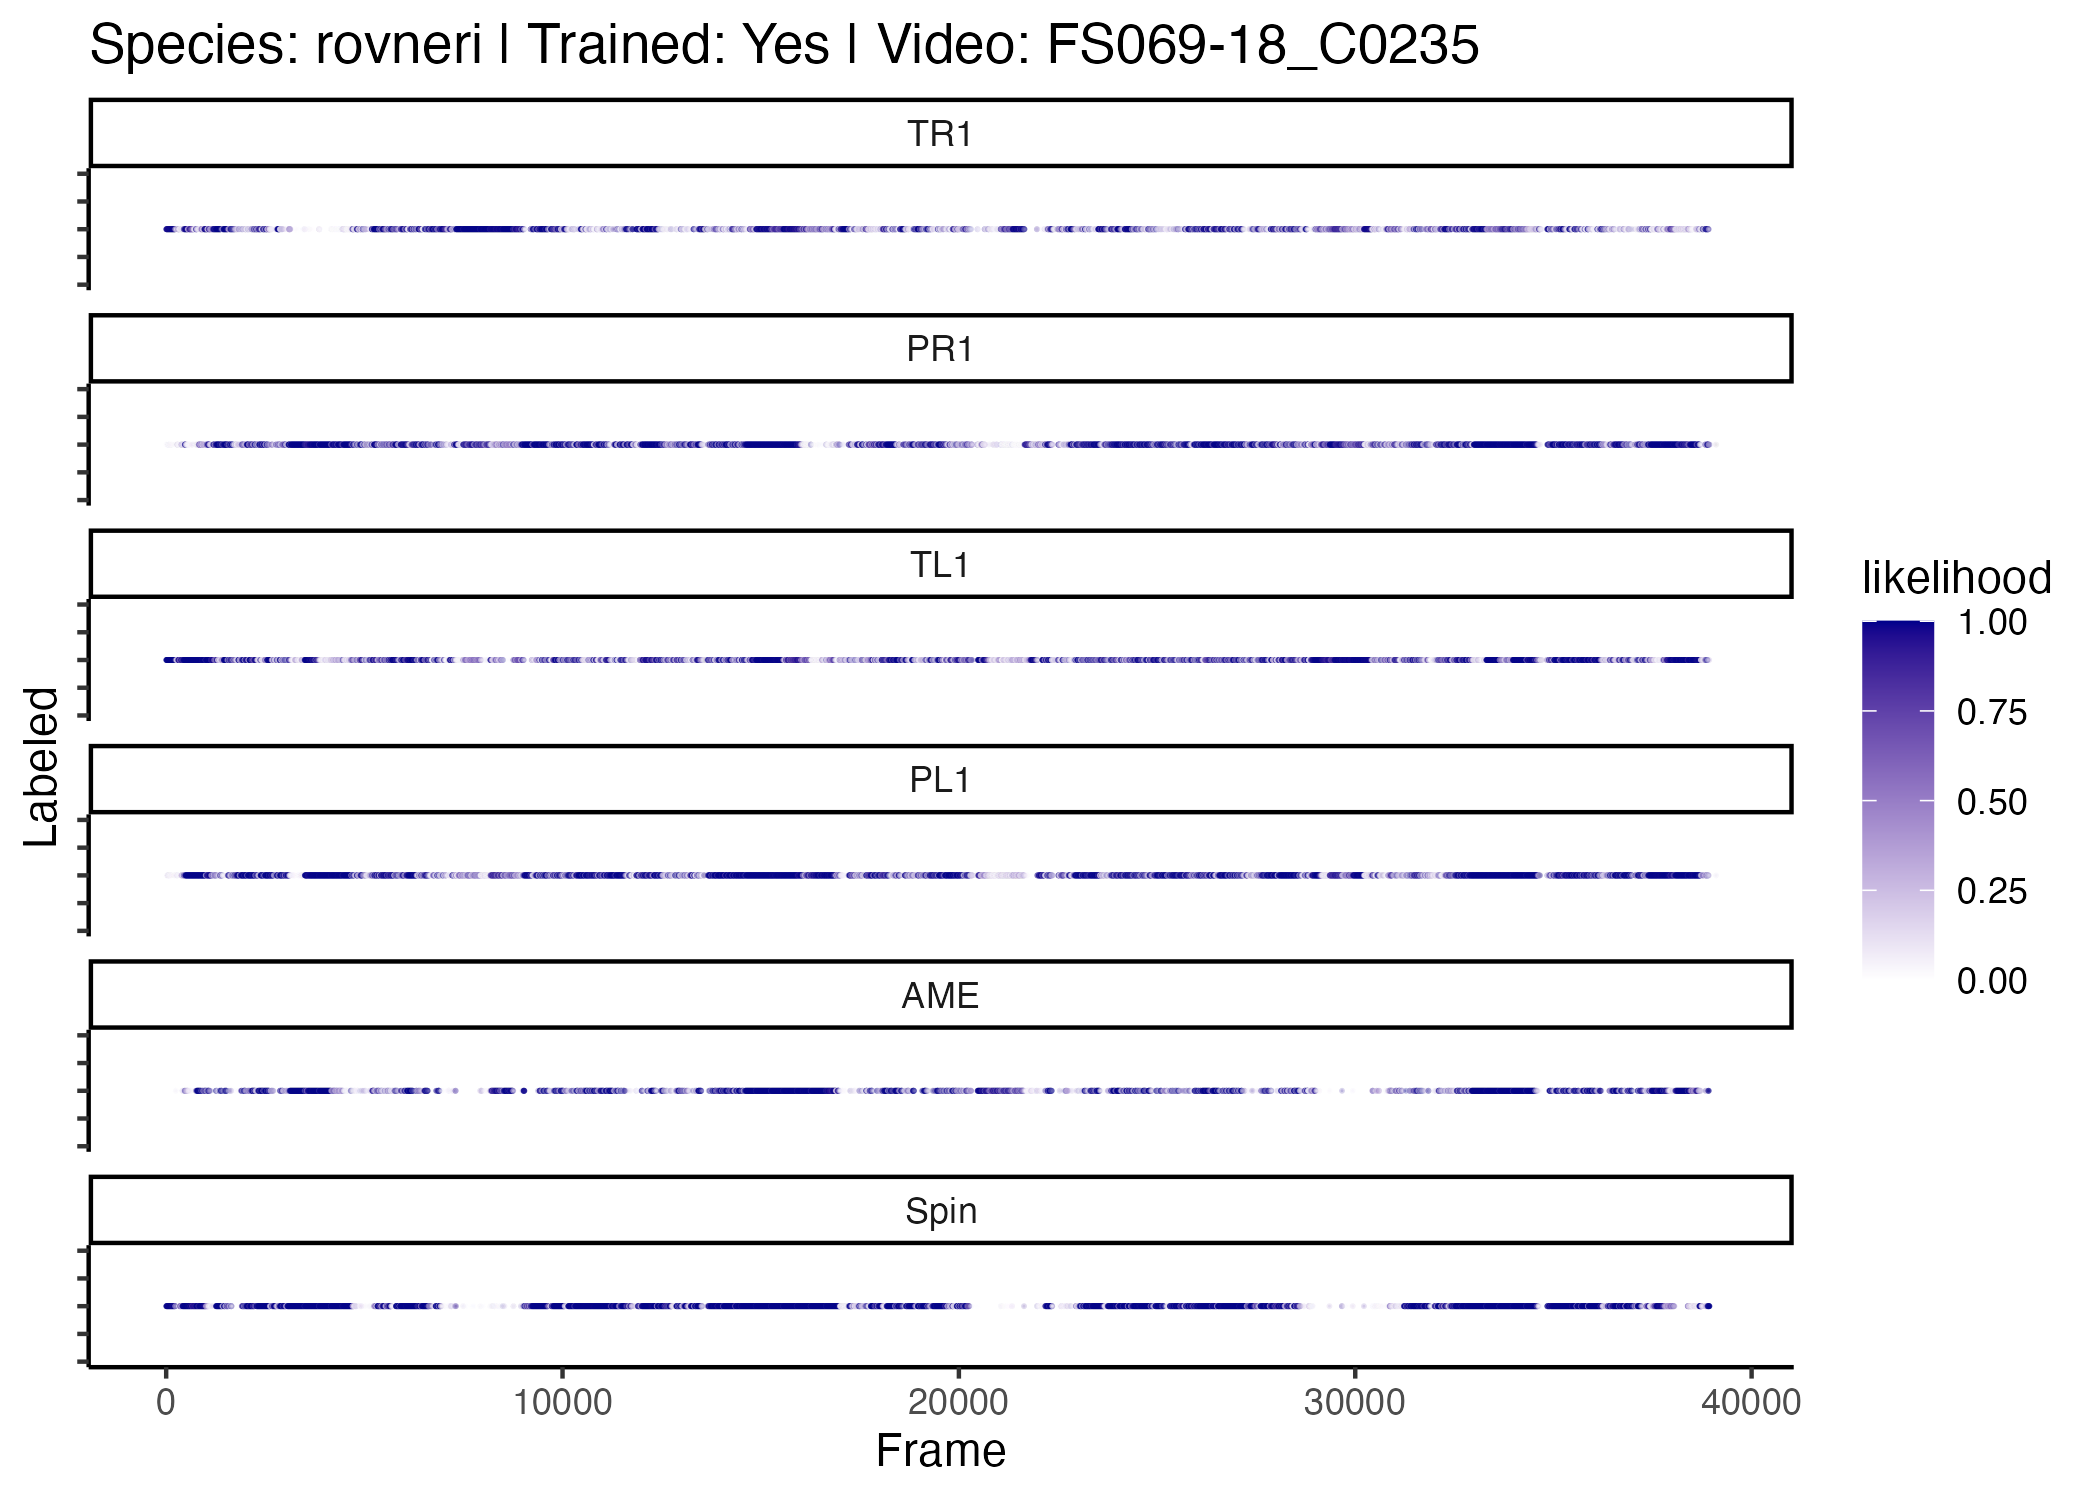 Species: rovneri | Trained: Yes | Video: FS069-18_C0235
TR1
PR1
TL1
PL1
AME
Spin
Labeled
0 10000 20000 30000 40000
Frame
likelihood
1.00
0.75
0.50
0.25
0.00